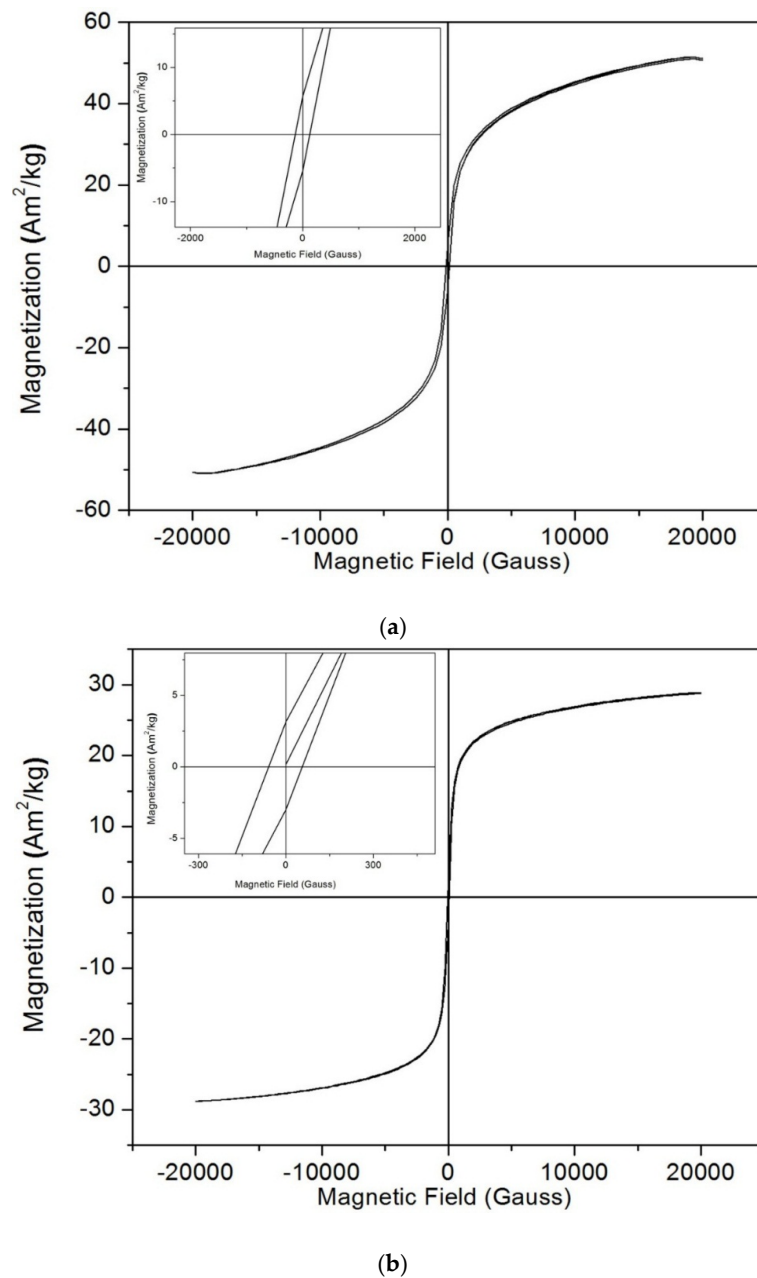 60
40
20
0
-20
-40
-60
Magnetization (Am²/kg)
10
0
-10
Magnetization (Am²/kg)
-2000 0 2000
Magnetic Field (Gauss)
-20000 -10000 0 10000 20000
Magnetic Field (Gauss)
(a)
30
20
10
0
-10
-20
-30
Magnetization (Am²/kg)
5
0
-5
Magnetization (Am²/kg)
-300 0 300
Magnetic Field (Gauss)
-20000 -10000 0 10000 20000
Magnetic Field (Gauss)
(b)